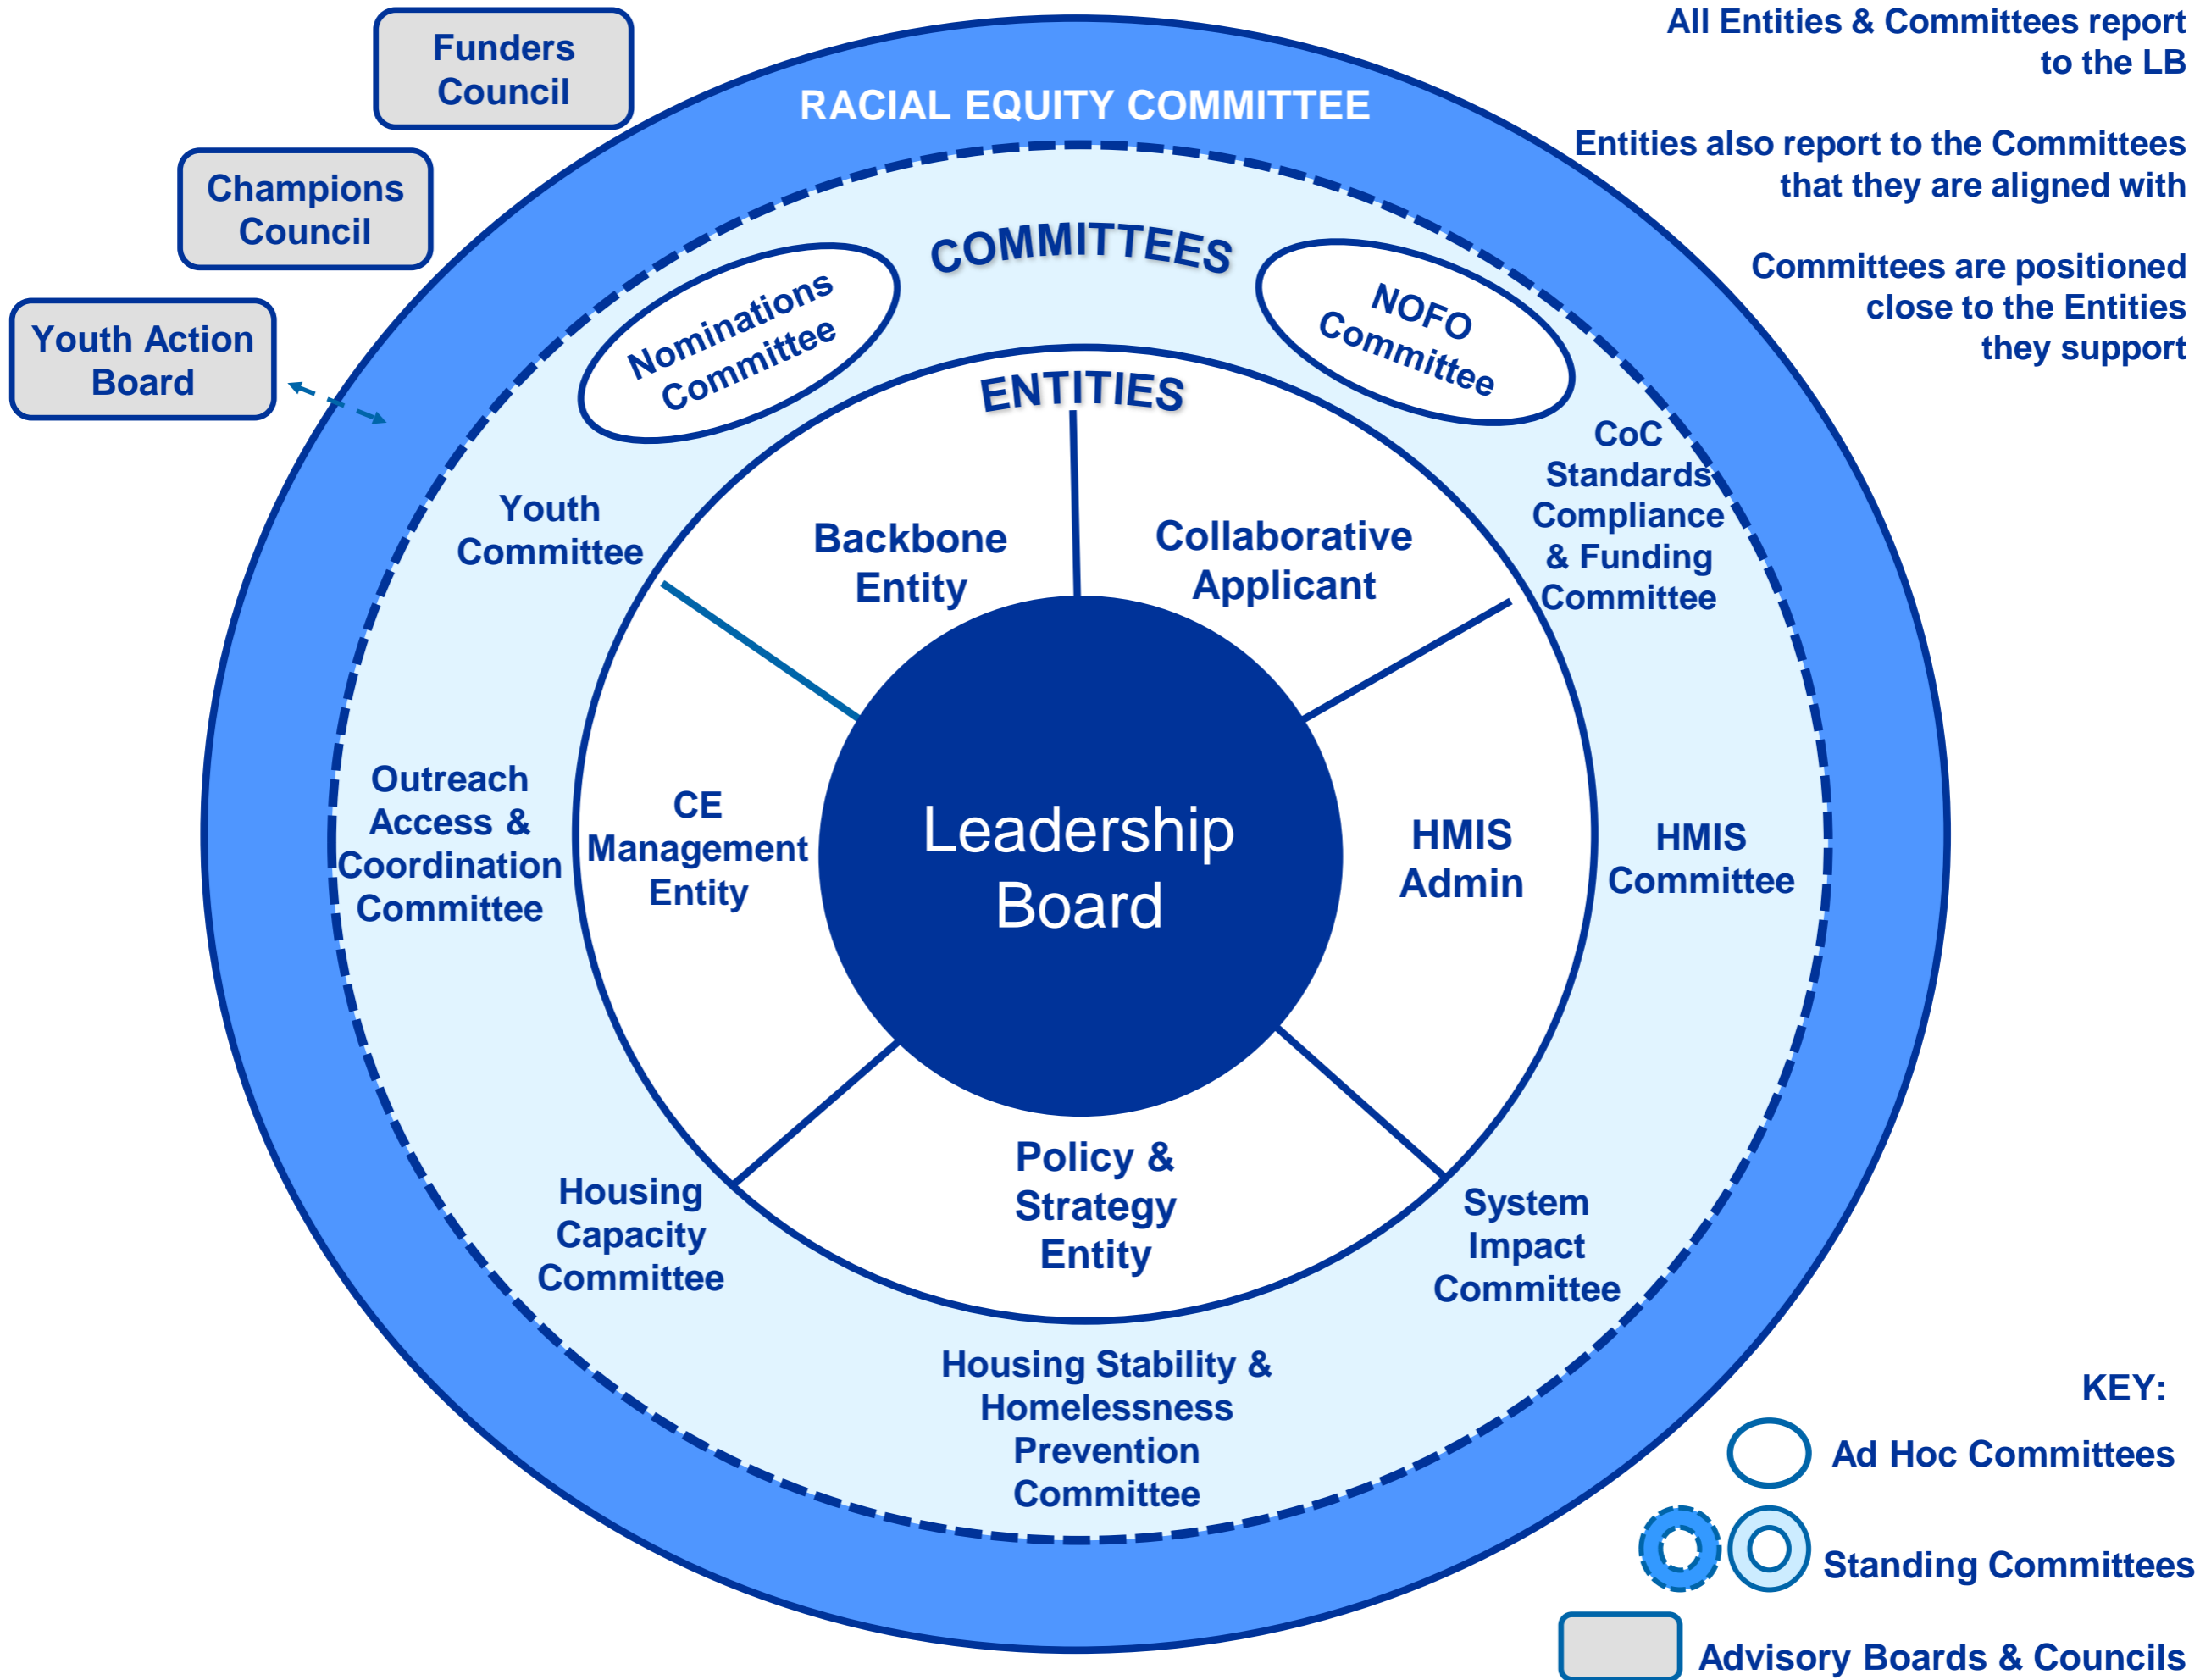 Funders
Council
Champions
Council
Youth Action
Board
All Entities & Committees report
to the LB
Entities also report to the Committees
that they are aligned with
Committees are positioned
close to the Entities
they support
RACIAL EQUITY COMMITTEE
COMMITTEES
Nominations
Committee
NOFO
Committee
ENTITIES
Youth
Committee
Backbone
Entity
Collaborative
Applicant
CoC
Standards
Compliance
& Funding
Committee
Outreach
Access &
Coordination
Committee
CE
Management
Entity
Leadership
Board
HMIS
Admin
HMIS
Committee
Housing
Capacity
Committee
Policy &
Strategy
Entity
System
Impact
Committee
Housing Stability &
Homelessness
Prevention
Committee
KEY:
Ad Hoc Committees
Standing Committees
Advisory Boards & Councils